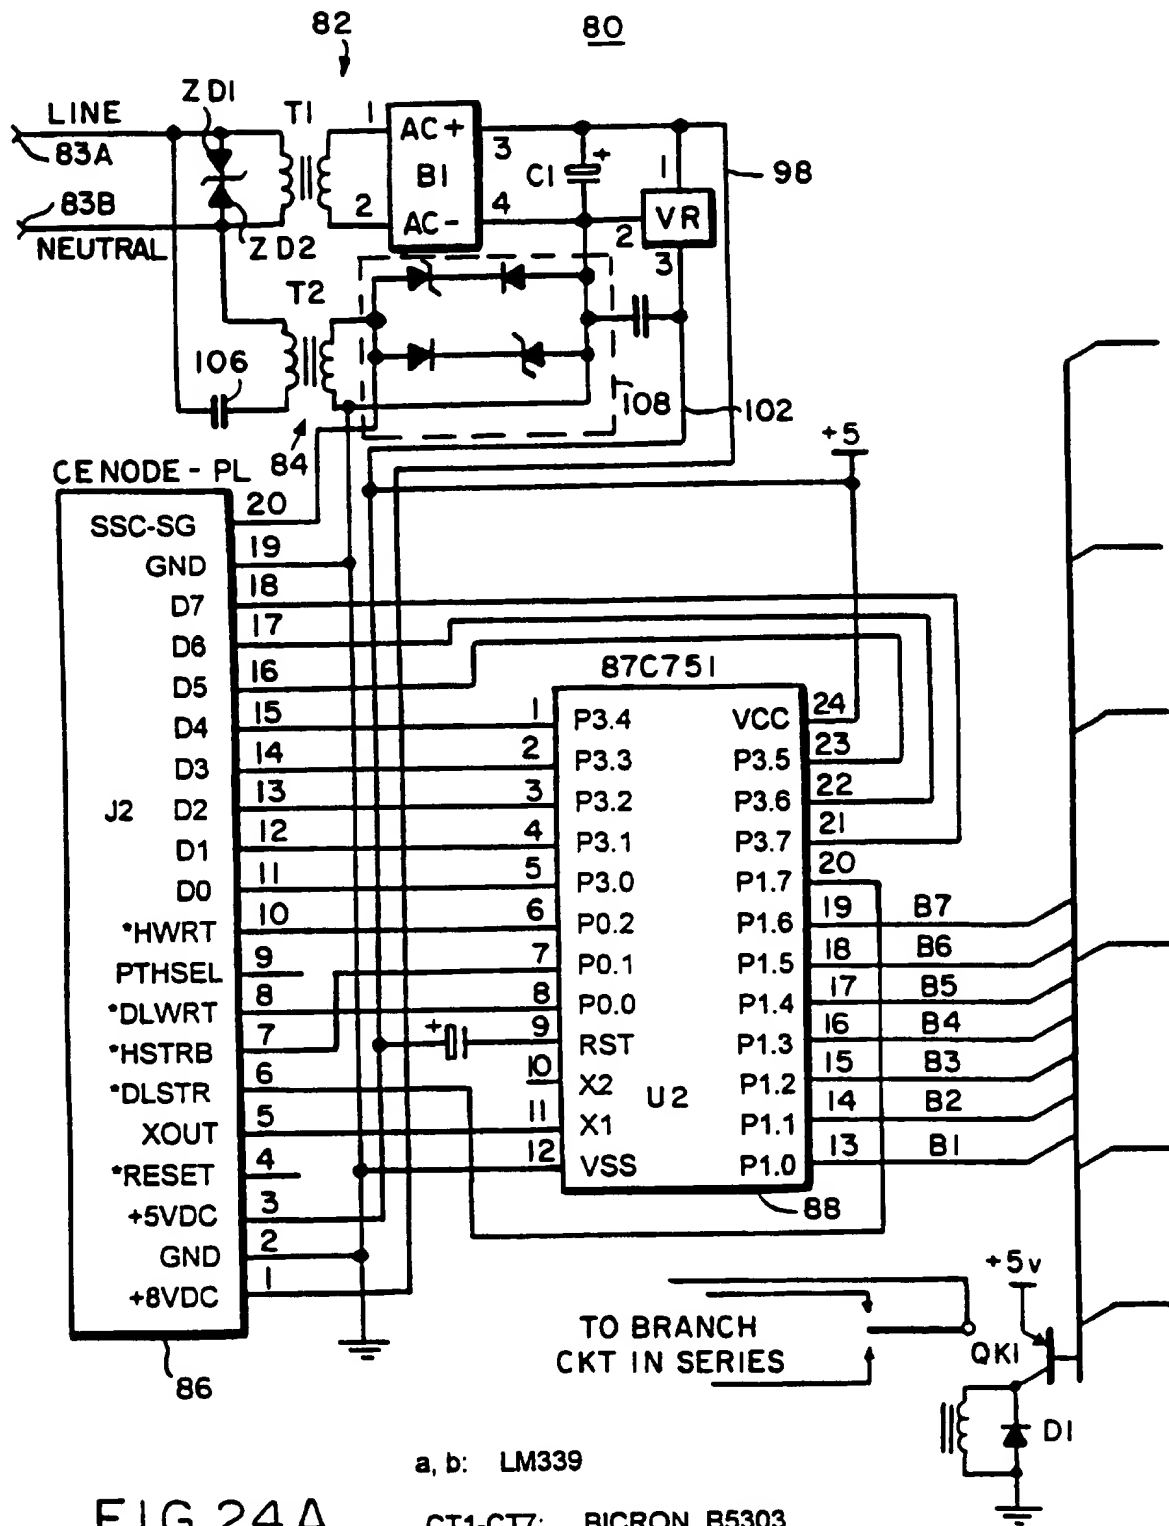 82
80
ZD1
LINE
T1
1
AC+
3
C1
+
1
98
83A
B1
83B
2
AC-
4
2
VR
NEUTRAL
ZD2
3
T2
106
108
102
+5
84
CENODE-PL
20
SSC-SG
19
GND
18
D7
17
D6
16
D5
15
D4
14
D3
13
J2
D2
12
D1
11
D0
10
*HWRT
9
PTHSEL
8
*DLWRT
7
*HSTRB
6
*DLSTR
5
XOUT
4
*RESET
3
+5VDC
2
GND
1
+8VDC
86
87C751
1 P3.4 VCC 24
2 P3.3 P3.5 23
3 P3.2 P3.6 22
4 P3.1 P3.7 21
5 P3.0 P1.7 20
6 P0.2 P1.6 19 B7
7 P0.1 P1.5 18 B6
8 P0.0 P1.4 17 B5
+ 9 RST P1.3 16 B4
10 X2 P1.2 15 B3
U2
11 X1 P1.1 14 B2
12 VSS P1.0 13 B1
88
+5v
TO BRANCH
CKT IN SERIES
QK1
D1
a, b: LM339
FIG. 24A
CT1-CT7: BICRON B5303